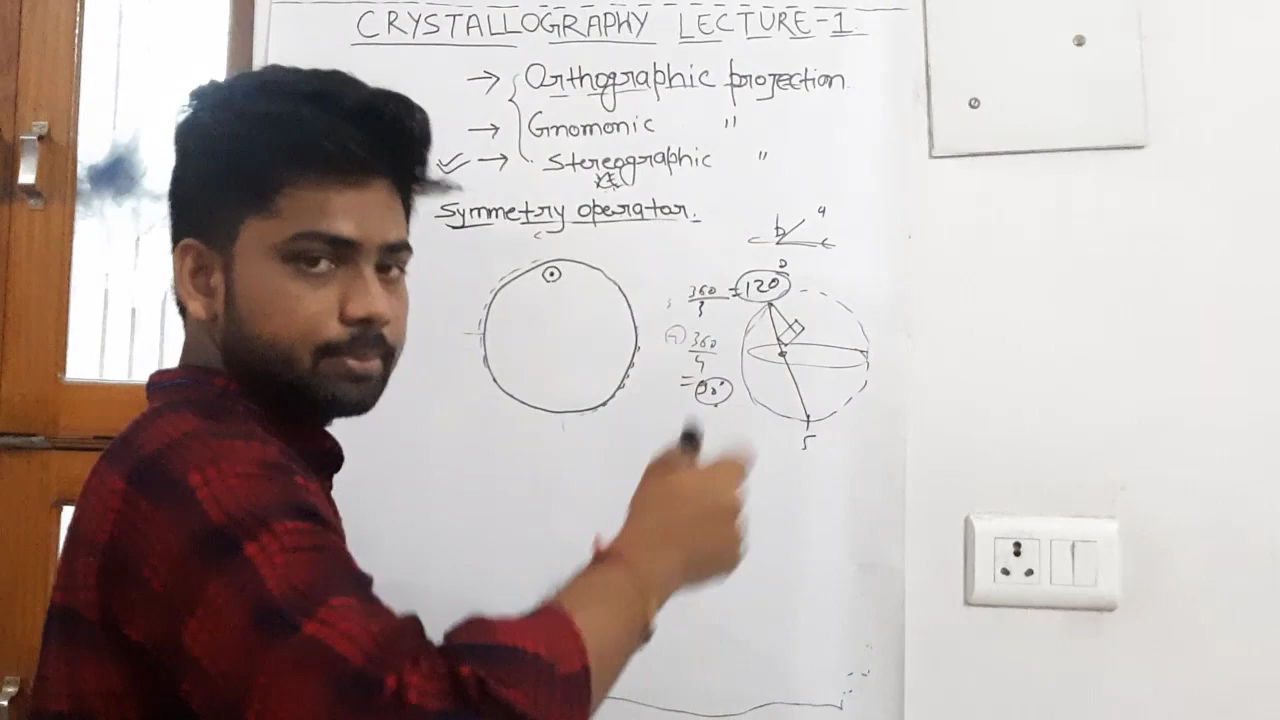 CRYSTALLOGRAPHY LECTURE-1
→ Orthographic projection
→ Gnomonic "
✓ → Stereographic "
Symmetry operator.
360/3 = 120
360/4
= 90°
S